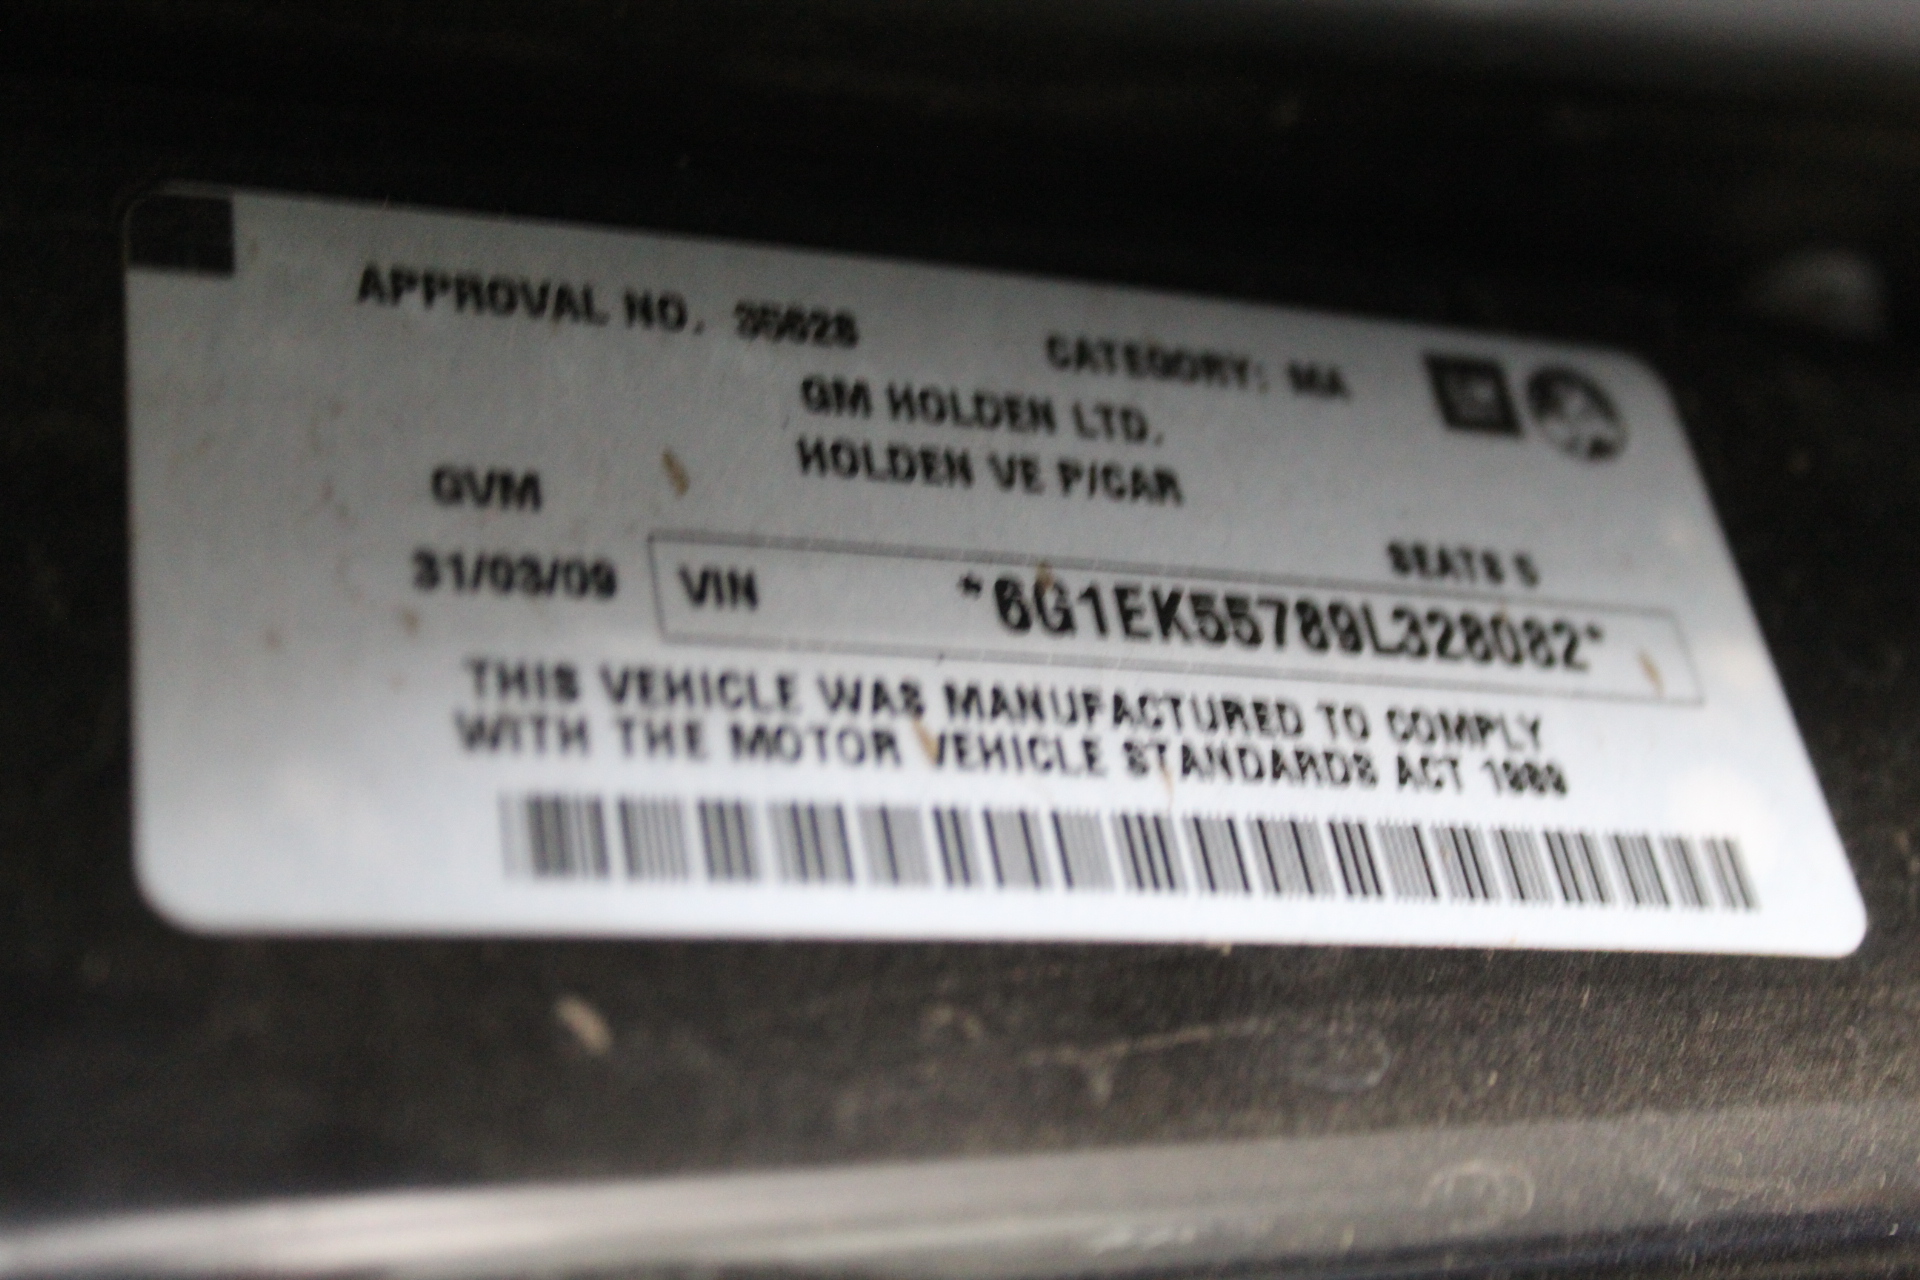 APPROVAL NO. 35628
CATEGORY: MA
GM HOLDEN LTD.
HOLDEN VE P/CAR
GVM
SEATS 5
31/03/09 VIN *6G1EK55789L328082*
THIS VEHICLE WAS MANUFACTURED TO COMPLY
WITH THE MOTOR VEHICLE STANDARDS ACT 1989